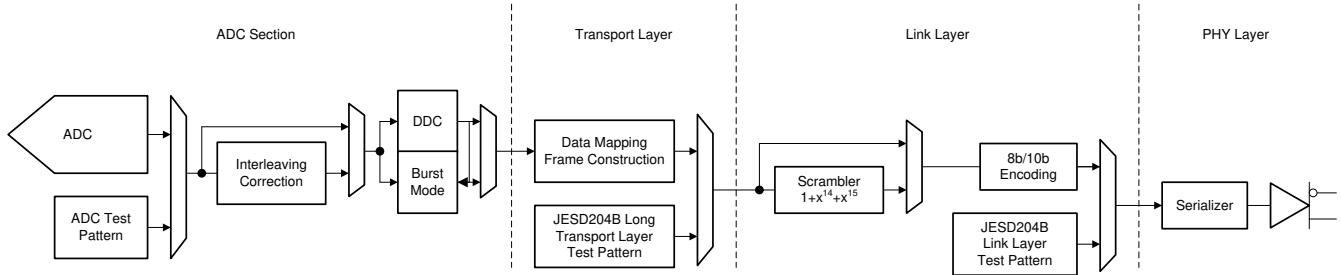 ADC Section
Transport Layer
Link Layer
PHY Layer
ADC
ADC Test
Pattern
Interleaving
Correction
DDC
Burst
Mode
Data Mapping
Frame Construction
JESD204B Long
Transport Layer
Test Pattern
Scrambler
1+x¹⁴+x¹⁵
8b/10b
Encoding
JESD204B
Link Layer
Test Pattern
Serializer